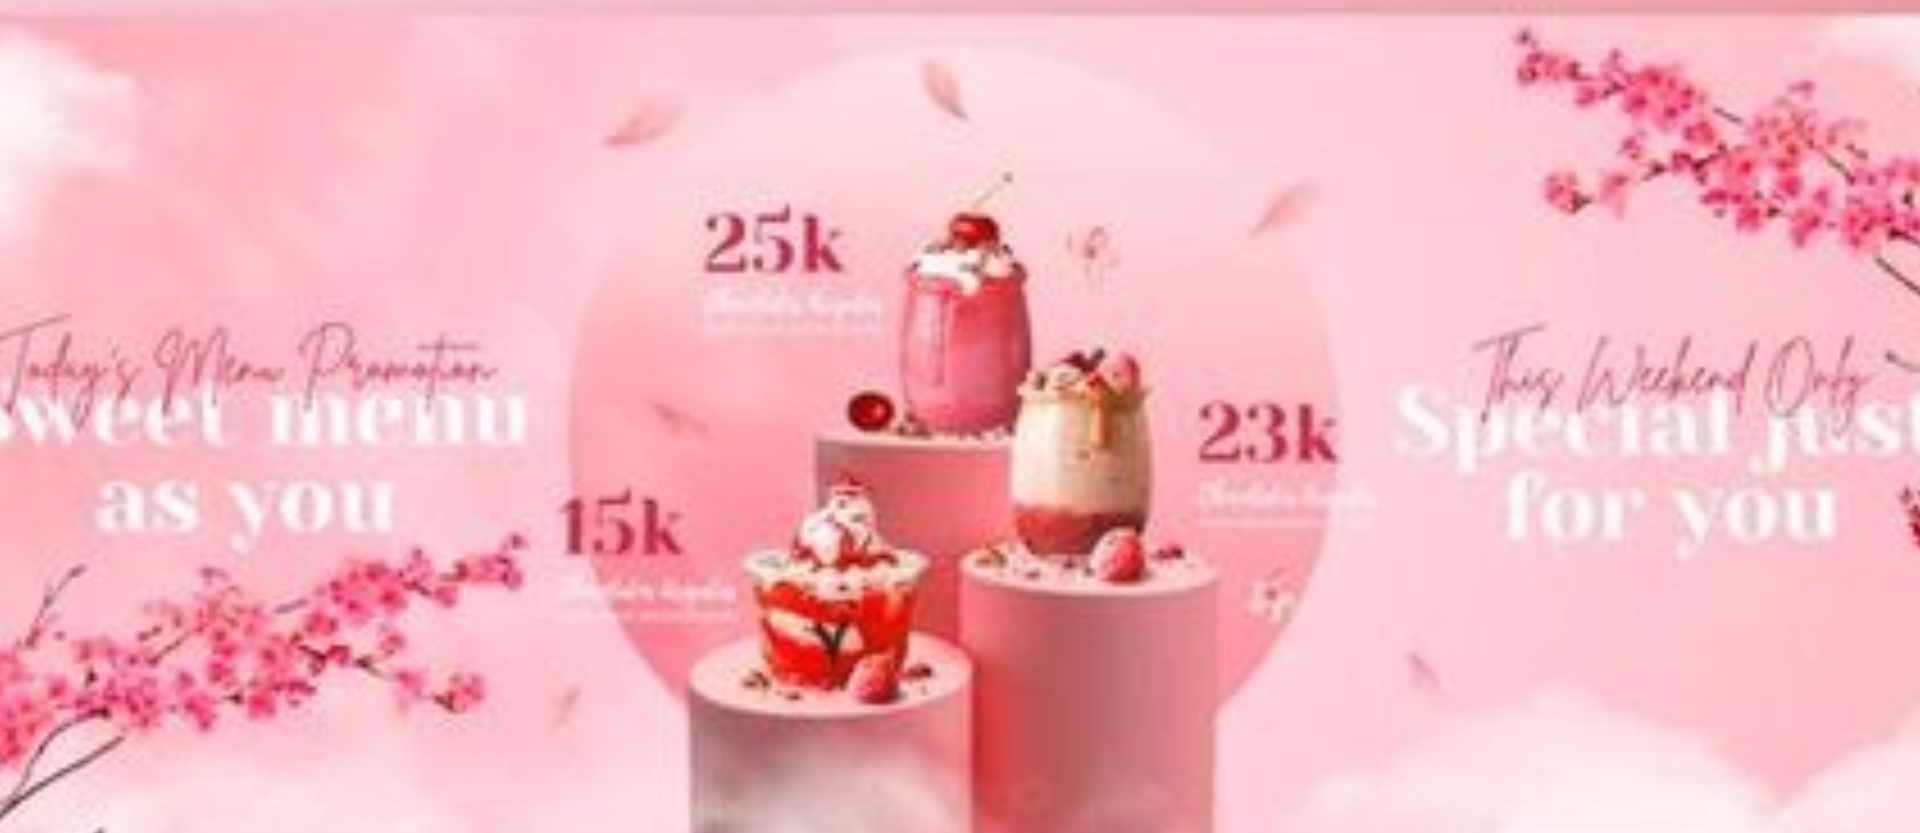 Today's Menu Promotion
sweet menu
as you
25k
15k
23k
This Weekend Only
Special just
for you